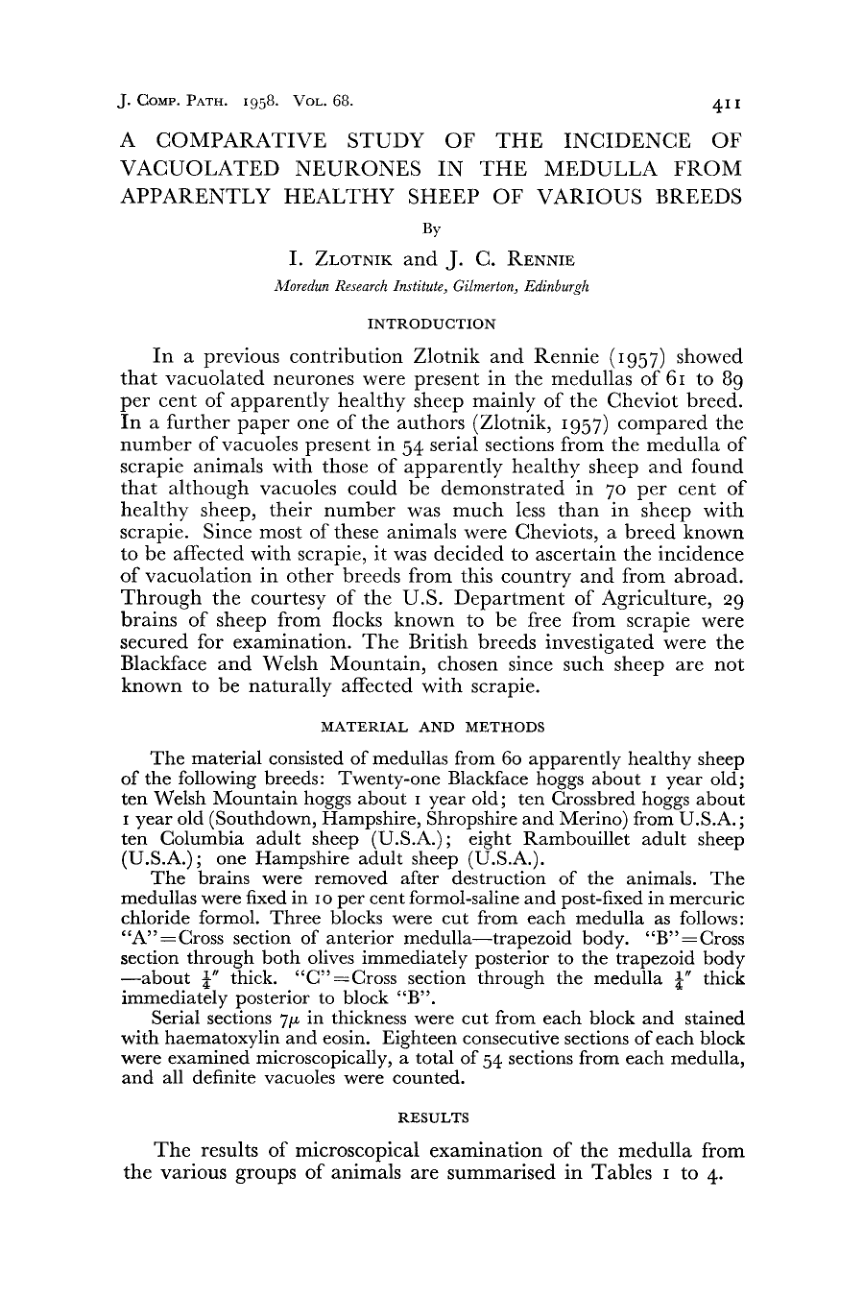 J. COMP. PATH. 1958. VOL. 68. 411
A COMPARATIVE STUDY OF THE INCIDENCE OF
VACUOLATED NEURONES IN THE MEDULLA FROM
APPARENTLY HEALTHY SHEEP OF VARIOUS BREEDS
By
I. ZLOTNIK and J. C. RENNIE
Moredun Research Institute, Gilmerton, Edinburgh
INTRODUCTION
In a previous contribution Zlotnik and Rennie (1957) showed
that vacuolated neurones were present in the medullas of 61 to 89
per cent of apparently healthy sheep mainly of the Cheviot breed.
In a further paper one of the authors (Zlotnik, 1957) compared the
number of vacuoles present in 54 serial sections from the medulla of
scrapie animals with those of apparently healthy sheep and found
that although vacuoles could be demonstrated in 70 per cent of
healthy sheep, their number was much less than in sheep with
scrapie. Since most of these animals were Cheviots, a breed known
to be affected with scrapie, it was decided to ascertain the incidence
of vacuolation in other breeds from this country and from abroad.
Through the courtesy of the U.S. Department of Agriculture, 29
brains of sheep from flocks known to be free from scrapie were
secured for examination. The British breeds investigated were the
Blackface and Welsh Mountain, chosen since such sheep are not
known to be naturally affected with scrapie.
MATERIAL AND METHODS
The material consisted of medullas from 60 apparently healthy sheep
of the following breeds: Twenty-one Blackface hoggs about 1 year old;
ten Welsh Mountain hoggs about 1 year old; ten Crossbred hoggs about
1 year old (Southdown, Hampshire, Shropshire and Merino) from U.S.A.;
ten Columbia adult sheep (U.S.A.); eight Rambouillet adult sheep
(U.S.A.); one Hampshire adult sheep (U.S.A.).
The brains were removed after destruction of the animals. The
medullas were fixed in 10 per cent formol-saline and post-fixed in mercuric
chloride formol. Three blocks were cut from each medulla as follows:
“A”=Cross section of anterior medulla—trapezoid body. “B”=Cross
section through both olives immediately posterior to the trapezoid body
—about ¼″ thick. “C”=Cross section through the medulla ¼″ thick
immediately posterior to block “B”.
Serial sections 7μ in thickness were cut from each block and stained
with haematoxylin and eosin. Eighteen consecutive sections of each block
were examined microscopically, a total of 54 sections from each medulla,
and all definite vacuoles were counted.
RESULTS
The results of microscopical examination of the medulla from
the various groups of animals are summarised in Tables 1 to 4.